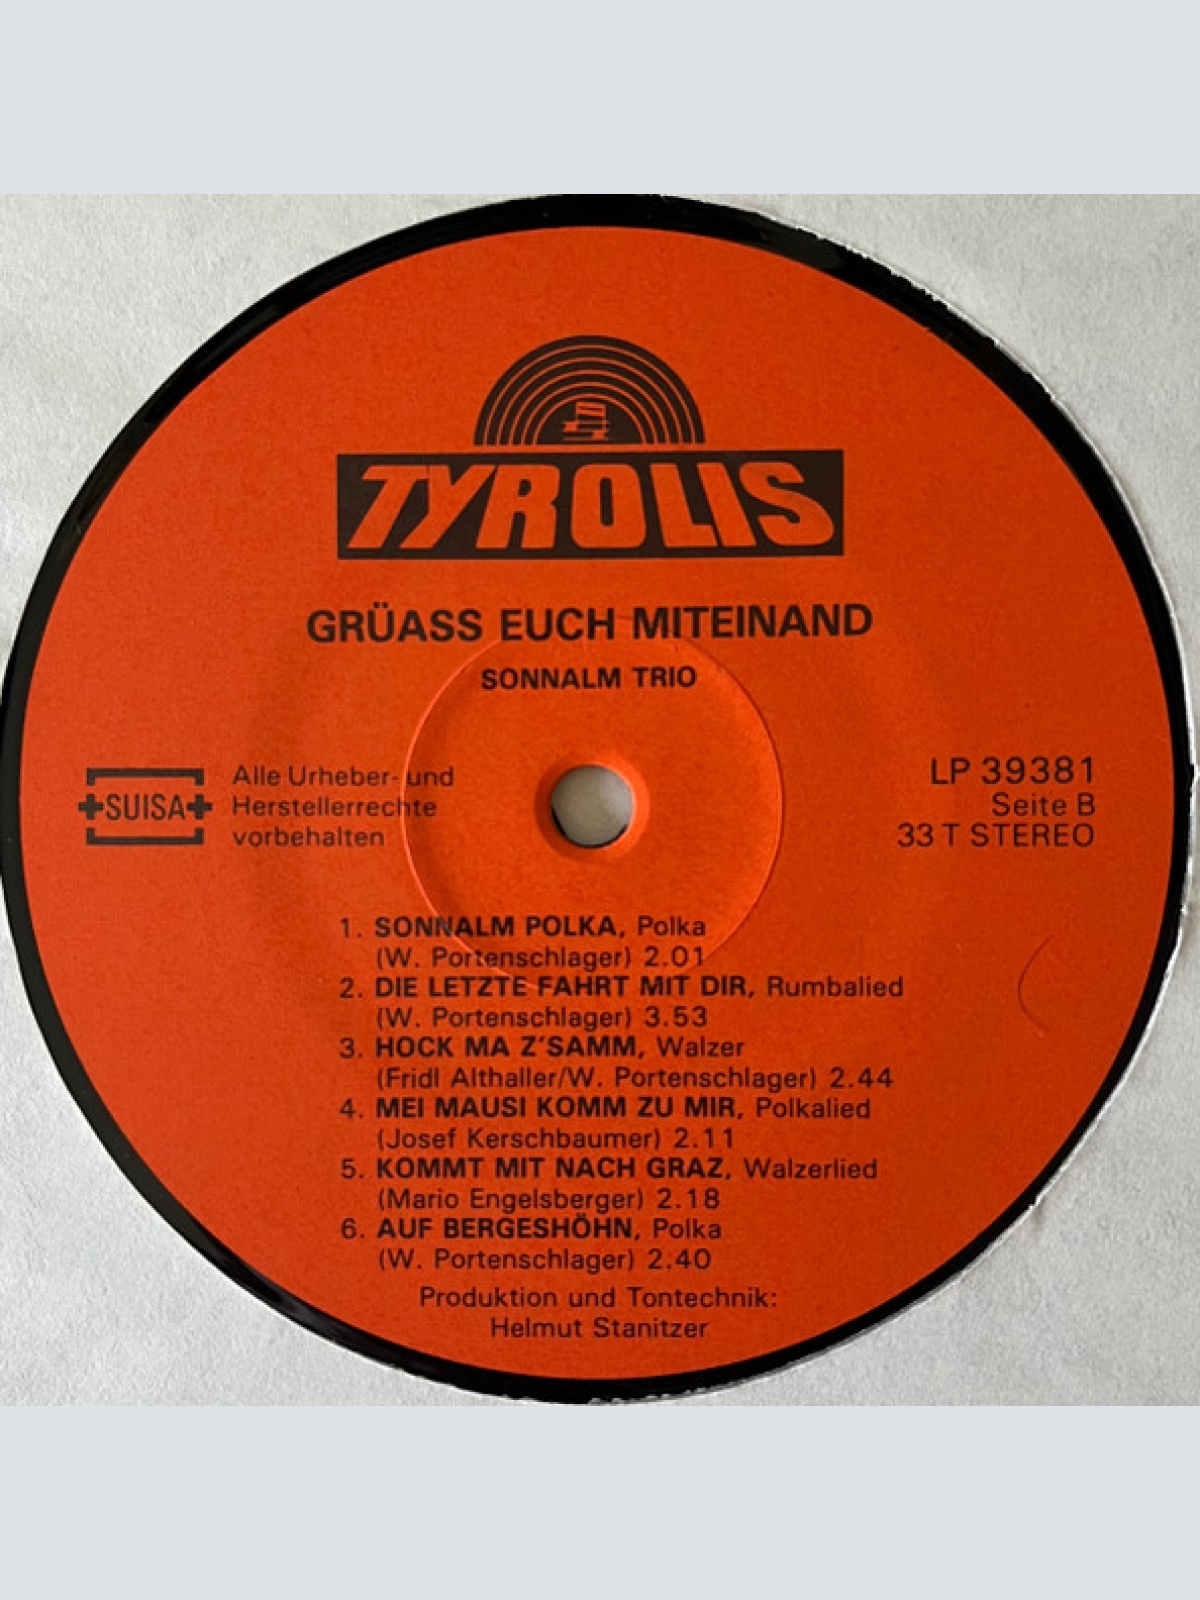 TYROLIS
GRÜASS EUCH MITEINAND
SONNALM TRIO
SUISA
Alle Urheber- und
Herstellerrechte
vorbehalten
LP 39381
Seite B
33 T STEREO
1. SONNALM POLKA, Polka
(W. Portenschlager) 2.01
2. DIE LETZTE FAHRT MIT DIR, Rumbalied
(W. Portenschlager) 3.53
3. HOCK MA Z'SAMM, Walzer
(Fridl Althaller/W. Portenschlager) 2.44
4. MEI MAUSI KOMM ZU MIR, Polkalied
(Josef Kerschbaumer) 2.11
5. KOMMT MIT NACH GRAZ, Walzerlied
(Mario Engelsberger) 2.18
6. AUF BERGESHÖHN, Polka
(W. Portenschlager) 2.40
Produktion und Tontechnik:
Helmut Stanitzer